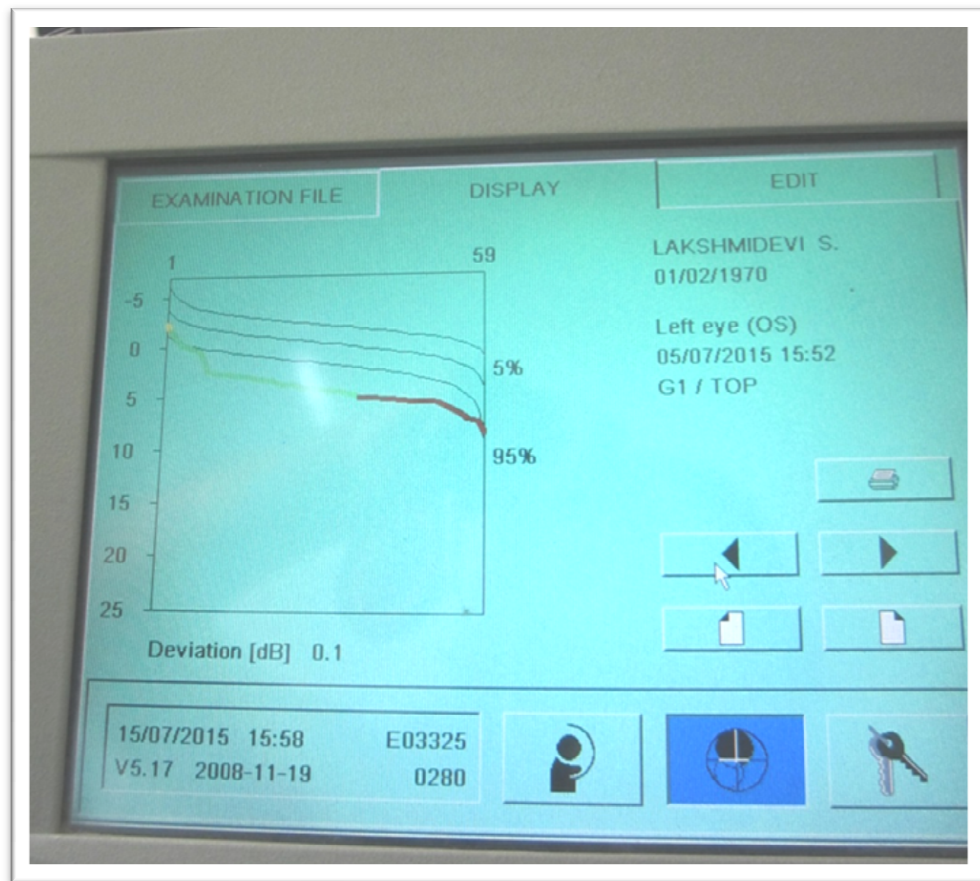 EXAMINATION FILE DISPLAY EDIT
1 59
-5
0
5
10
15
20
25
5%
95%
Deviation [dB] 0.1
LAKSHMIDEVI S.
01/02/1970
Left eye (OS)
05/07/2015 15:52
G1 / TOP
15/07/2015 15:58 E03325
V5.17 2008-11-19 0280